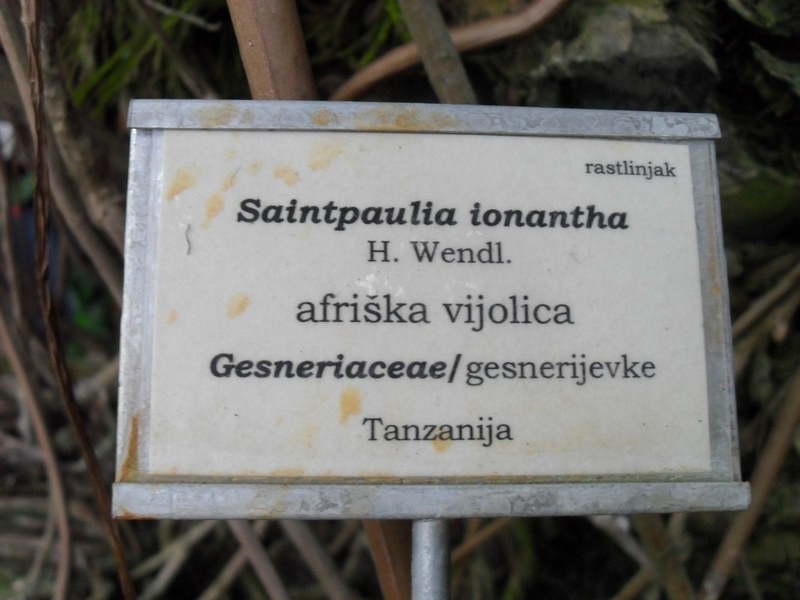 rastlinjak
Saintpaulia ionantha
H. Wendl.
afriška vijolica
Gesneriaceae/gesnerijevke
Tanzanija